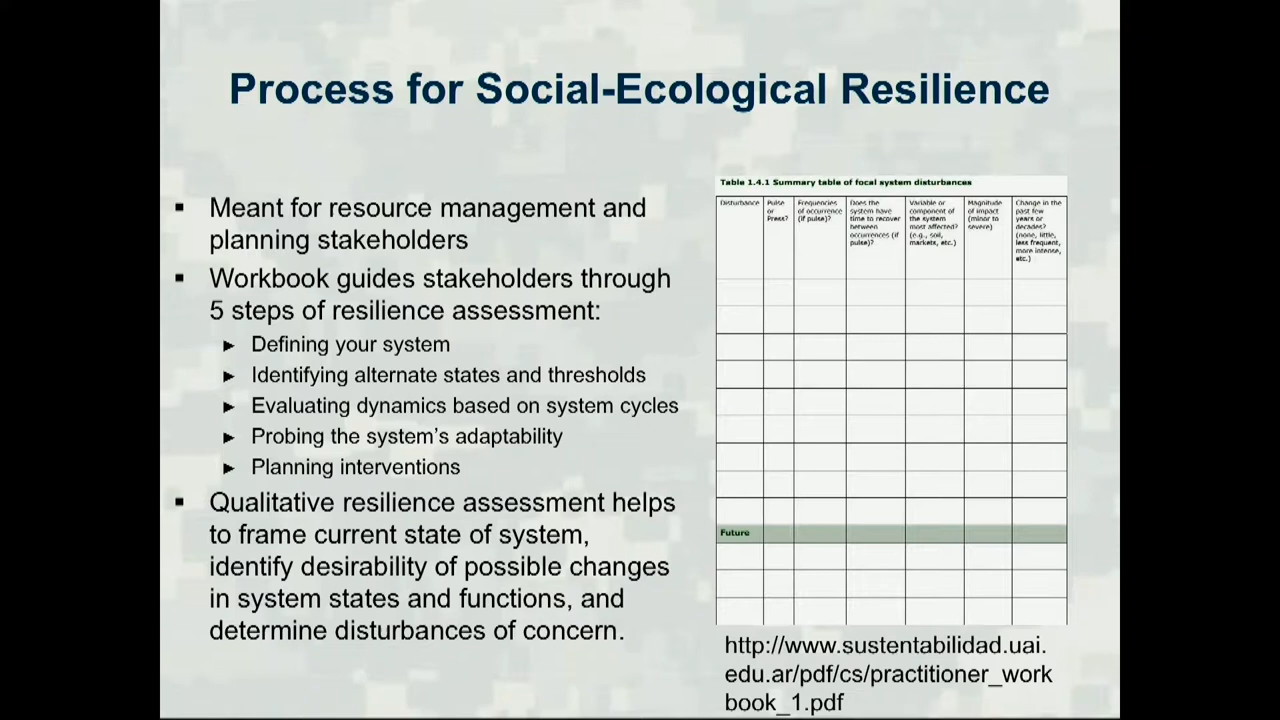 Process for Social-Ecological Resilience
▪ Meant for resource management and
planning stakeholders
▪ Workbook guides stakeholders through
5 steps of resilience assessment:
► Defining your system
► Identifying alternate states and thresholds
► Evaluating dynamics based on system cycles
► Probing the system's adaptability
► Planning interventions
▪ Qualitative resilience assessment helps
to frame current state of system,
identify desirability of possible changes
in system states and functions, and
determine disturbances of concern.
Table 1.4.1 Summary table of focal system disturbances
Disturbance
Pulse
or
Press?
Frequencies
of occurrence
(if pulse)?
Does the
system have
time to recover
between
occurrences (if
pulse)?
Variable or
component of
the system
most affected?
(e.g., soil,
markets, etc.)
Magnitude
of impact
(minor to
severe)
Change in the
past few
years or
decades?
(none, little,
less frequent,
more intense,
etc.)
Future
http://www.sustentabilidad.uai.
edu.ar/pdf/cs/practitioner_work
book_1.pdf